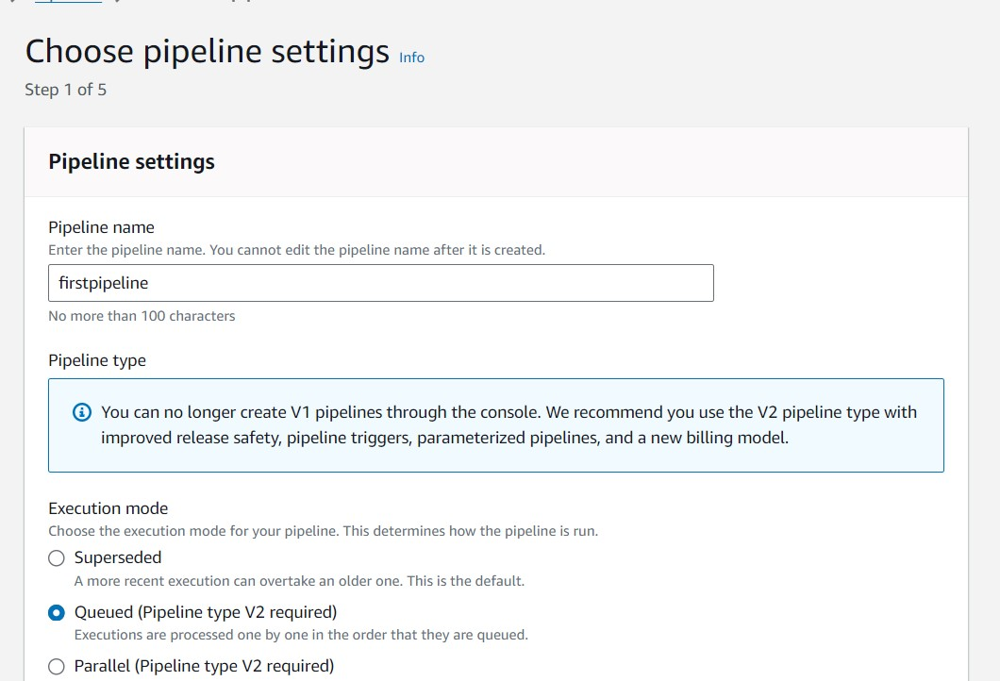 Choose pipeline settings Info
Step 1 of 5
Pipeline settings
Pipeline name
Enter the pipeline name. You cannot edit the pipeline name after it is created.
firstpipeline
No more than 100 characters
Pipeline type
You can no longer create V1 pipelines through the console. We recommend you use the V2 pipeline type with
improved release safety, pipeline triggers, parameterized pipelines, and a new billing model.
Execution mode
Choose the execution mode for your pipeline. This determines how the pipeline is run.
Superseded
A more recent execution can overtake an older one. This is the default.
Queued (Pipeline type V2 required)
Executions are processed one by one in the order that they are queued.
Parallel (Pipeline type V2 required)